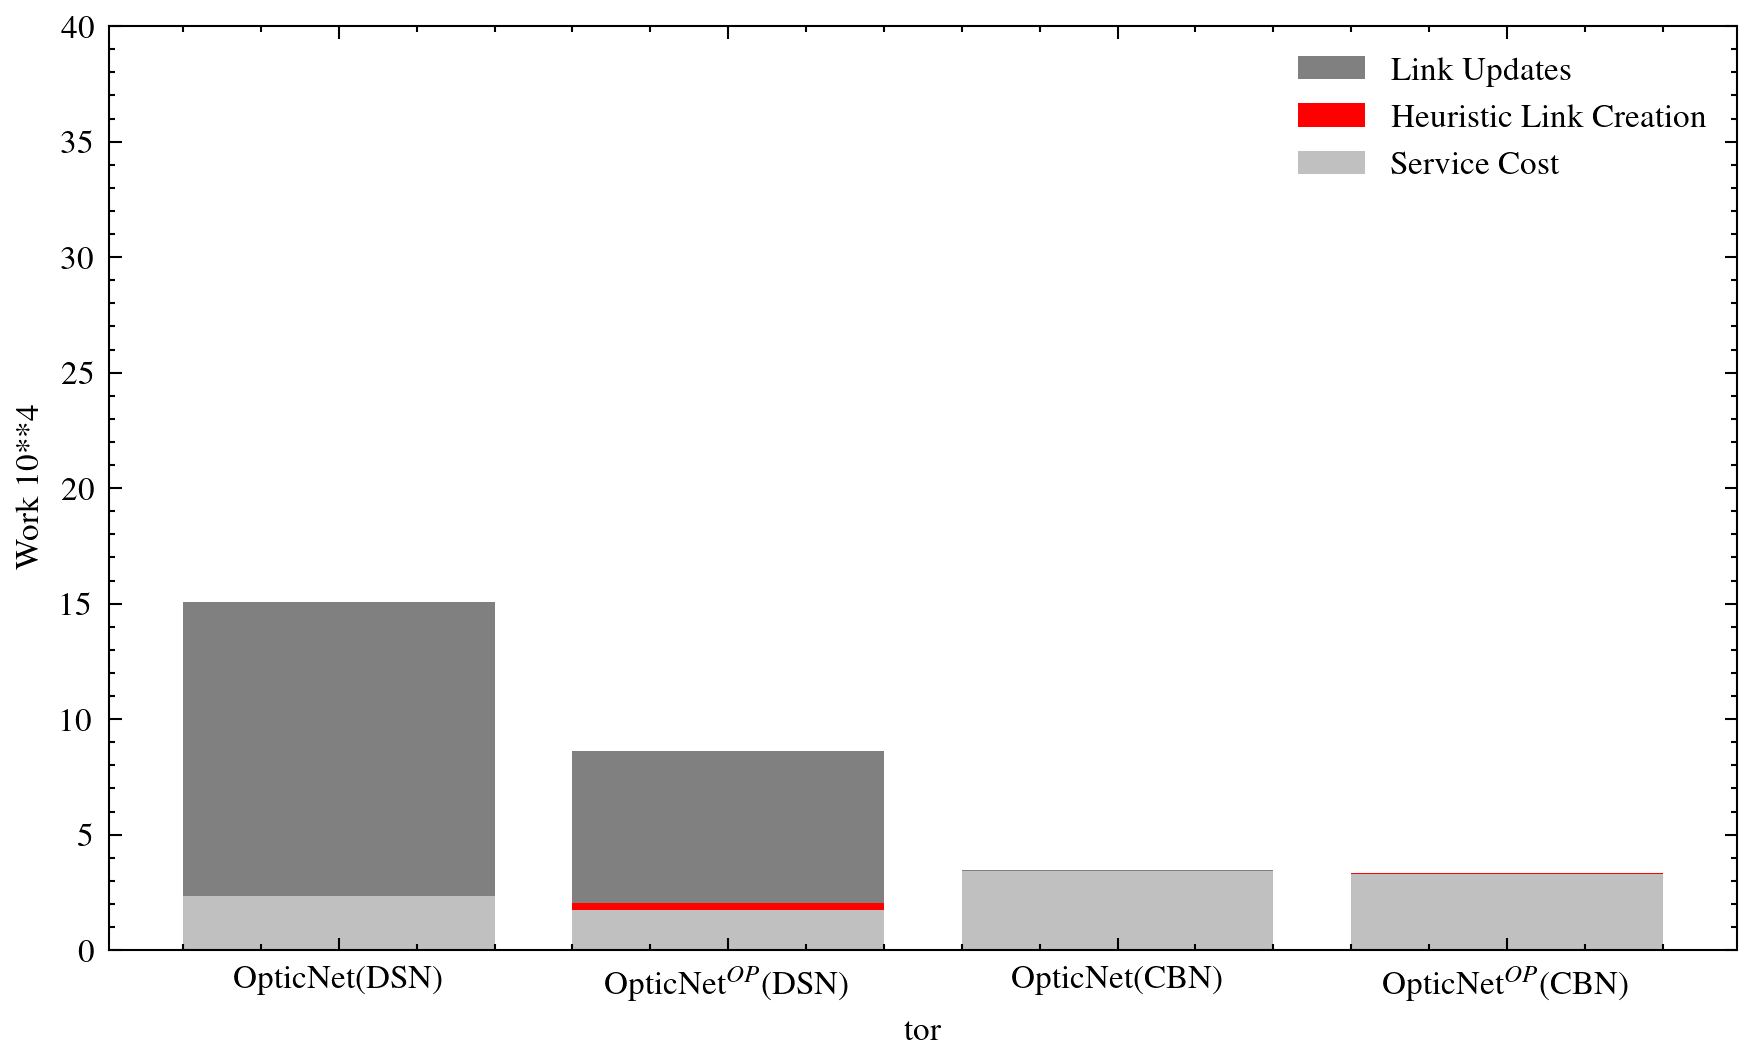 40
35
30
25
20
15
10
5
0
Work 10**4
Link Updates
Heuristic Link Creation
Service Cost
OpticNet(DSN)
OpticNet^OP(DSN)
OpticNet(CBN)
OpticNet^OP(CBN)
tor